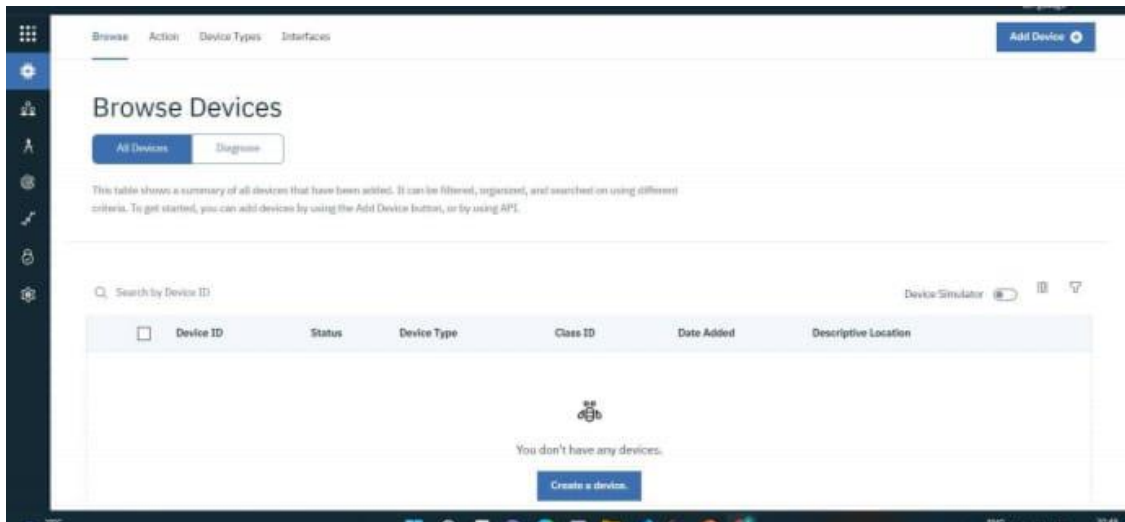 Browse Action Device Types Interfaces
Add Device
Browse Devices
All Devices Diagnose
This table shows a summary of all devices that have been added. It can be filtered, organized, and searched on using different
criteria. To get started, you can add devices by using the Add Device button, or by using API.
Search by Device ID
Device Simulator
Device ID Status Device Type Class ID Date Added Descriptive Location
You don't have any devices.
Create a device.